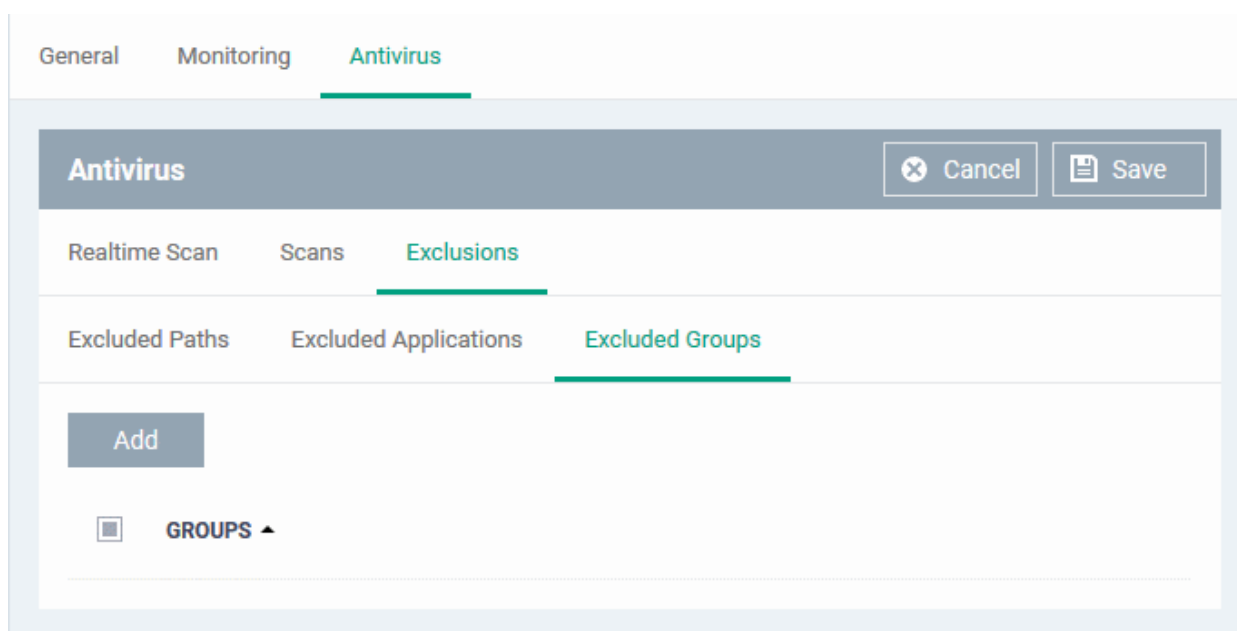 General Monitoring Antivirus
Antivirus Cancel Save
Realtime Scan Scans Exclusions
Excluded Paths Excluded Applications Excluded Groups
Add
GROUPS